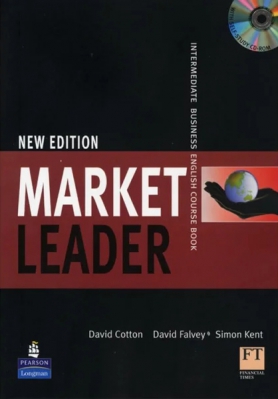 INTERMEDIATE BUSINESS ENGLISH COURSE BOOK
NEW EDITION
MARKET
LEADER
David Cotton David Falvey Simon Kent
PEARSON
Longman
FT
FINANCIAL
TIMES